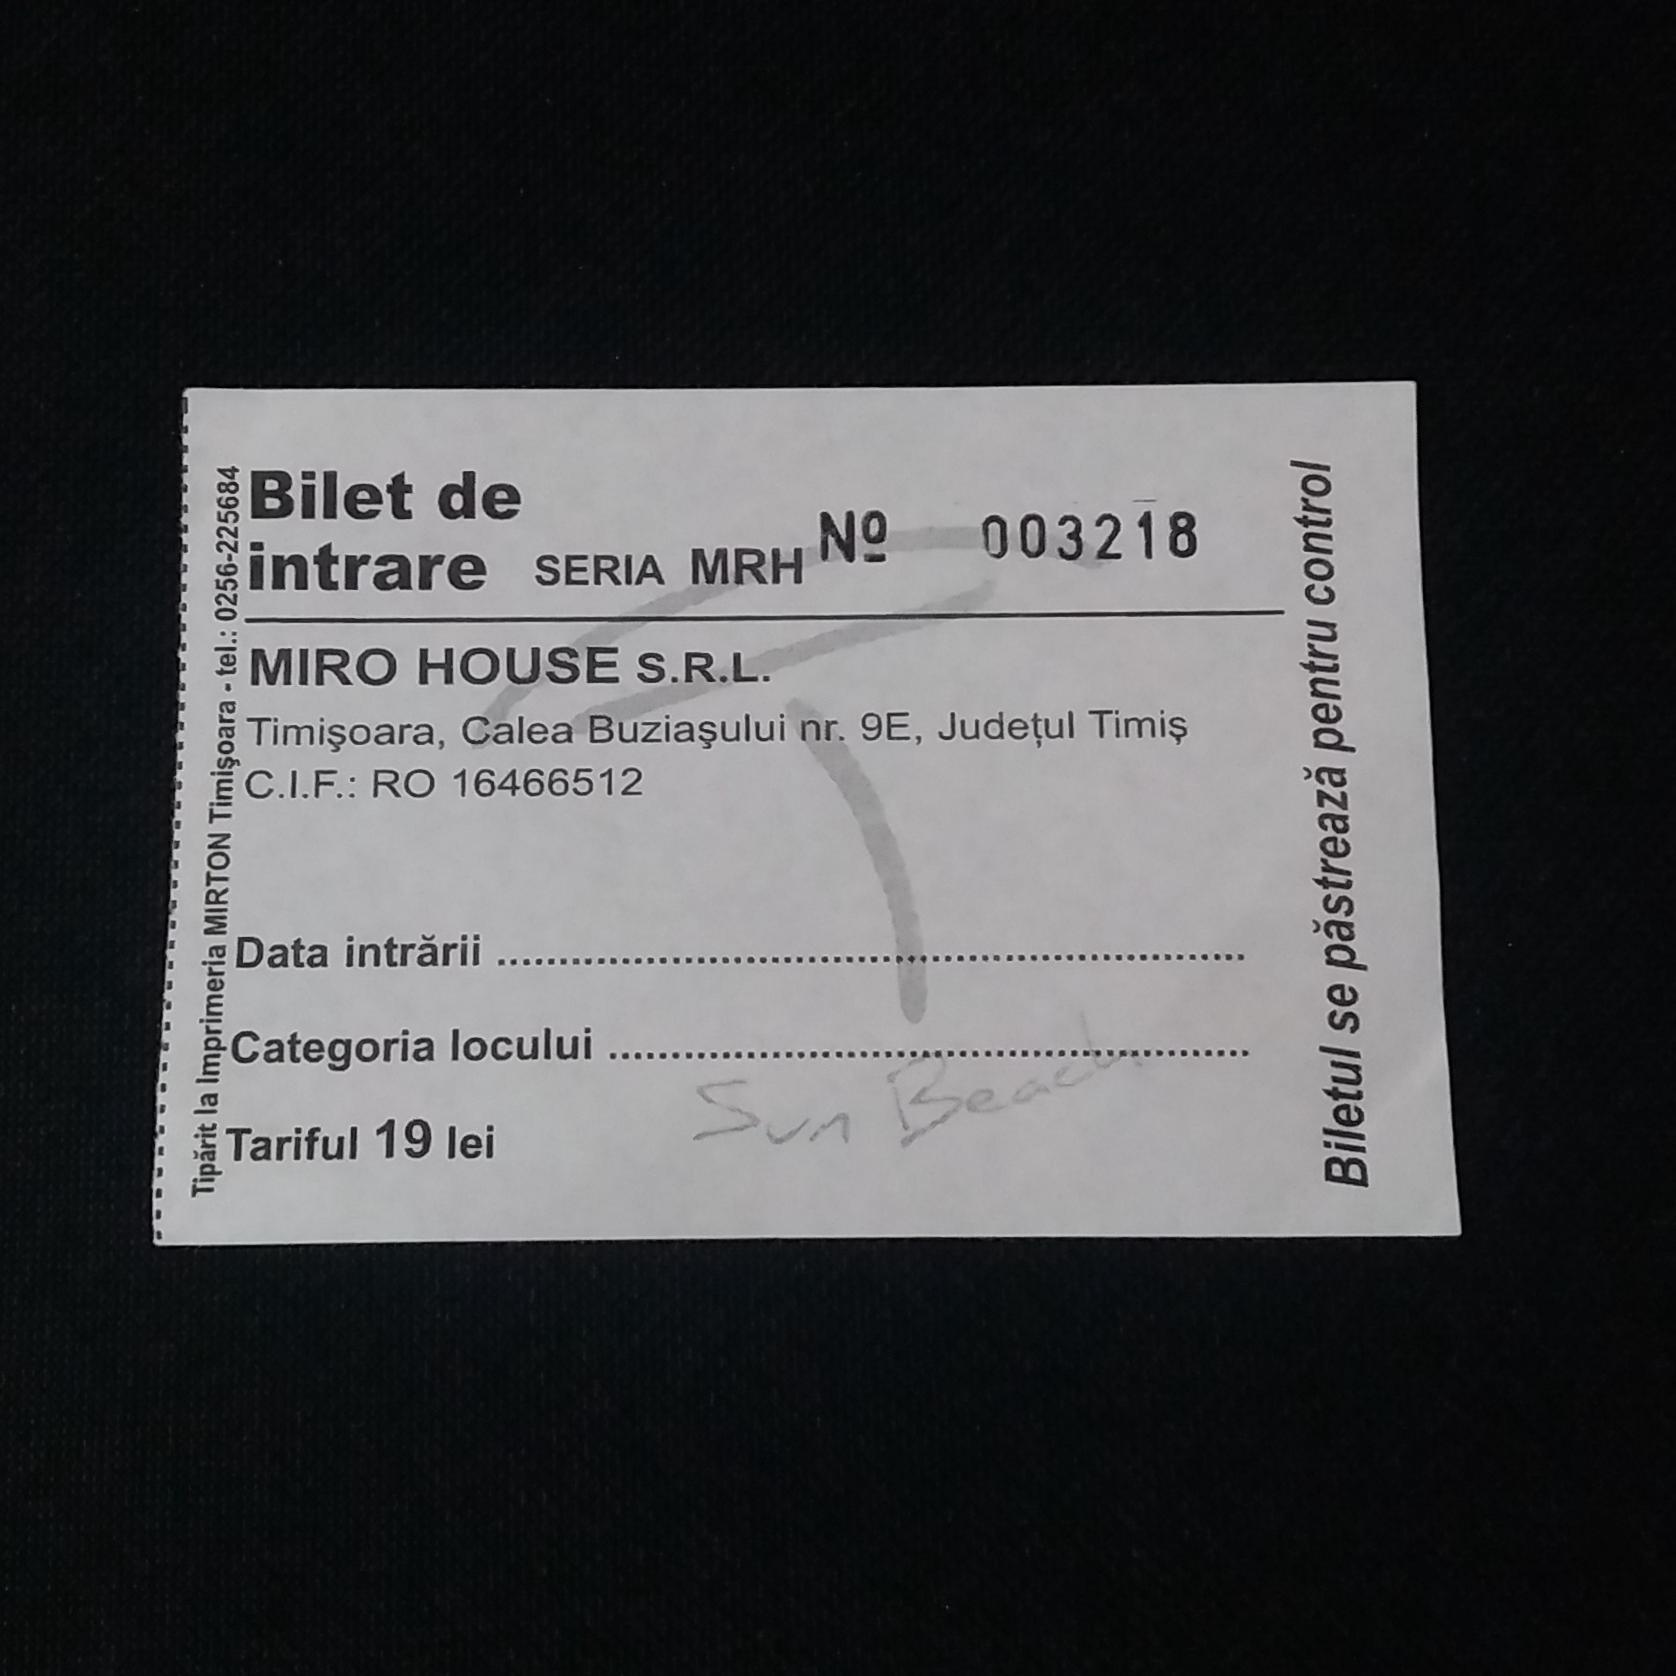 Bilet de
intrare SERIA MRH Nº 003218
MIRO HOUSE S.R.L.
Timişoara, Calea Buziaşului nr. 9E, Judeţul Timiş
C.I.F.: RO 16466512
Data intrării ............................................................
Categoria locului ...................................................
Sun Beach
Tariful 19 lei
Tipărit la Imprimeria MIRTON Timişoara - tel.: 0256-225684
Biletul se păstrează pentru control